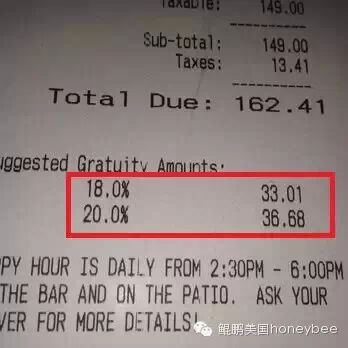 Taxable: 149.00
Sub-total: 149.00
Taxes: 13.41
Total Due: 162.41
uggested Gratuity Amounts:
18.0% 33.01
20.0% 36.68
PPY HOUR IS DAILY FROM 2:30PM - 6:00PM
THE BAR AND ON THE PATIO. ASK YOUR
VER FOR MORE DETAILS!
鲲鹏美国honeybee